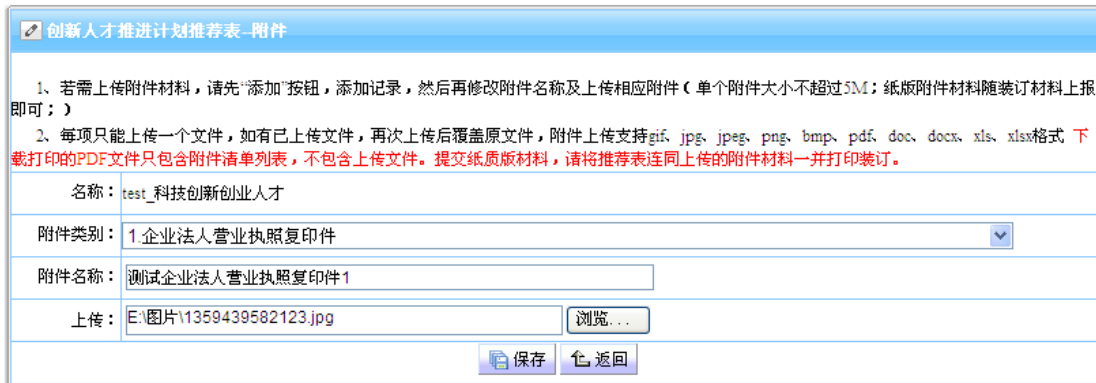 创新人才推进计划推荐表--附件
1、若需上传附件材料，请先“添加”按钮，添加记录，然后再修改附件名称及上传相应附件（单个附件大小不超过5M；纸版附件材料随装订材料上报
即可；）
2、每项只能上传一个文件，如有已上传文件，再次上传后覆盖原文件，附件上传支持gif、jpg、jpeg、png、bmp、pdf、doc、docx、xls、xlsx格式 下
载打印的PDF文件只包含附件清单列表，不包含上传文件。提交纸质版材料，请将推荐表连同上传的附件材料一并打印装订。
名称：test_科技创新创业人才
附件类别：1.企业法人营业执照复印件
附件名称：测试企业法人营业执照复印件1
上传：E:\图片\1359439582123.jpg 浏览...
保存 返回